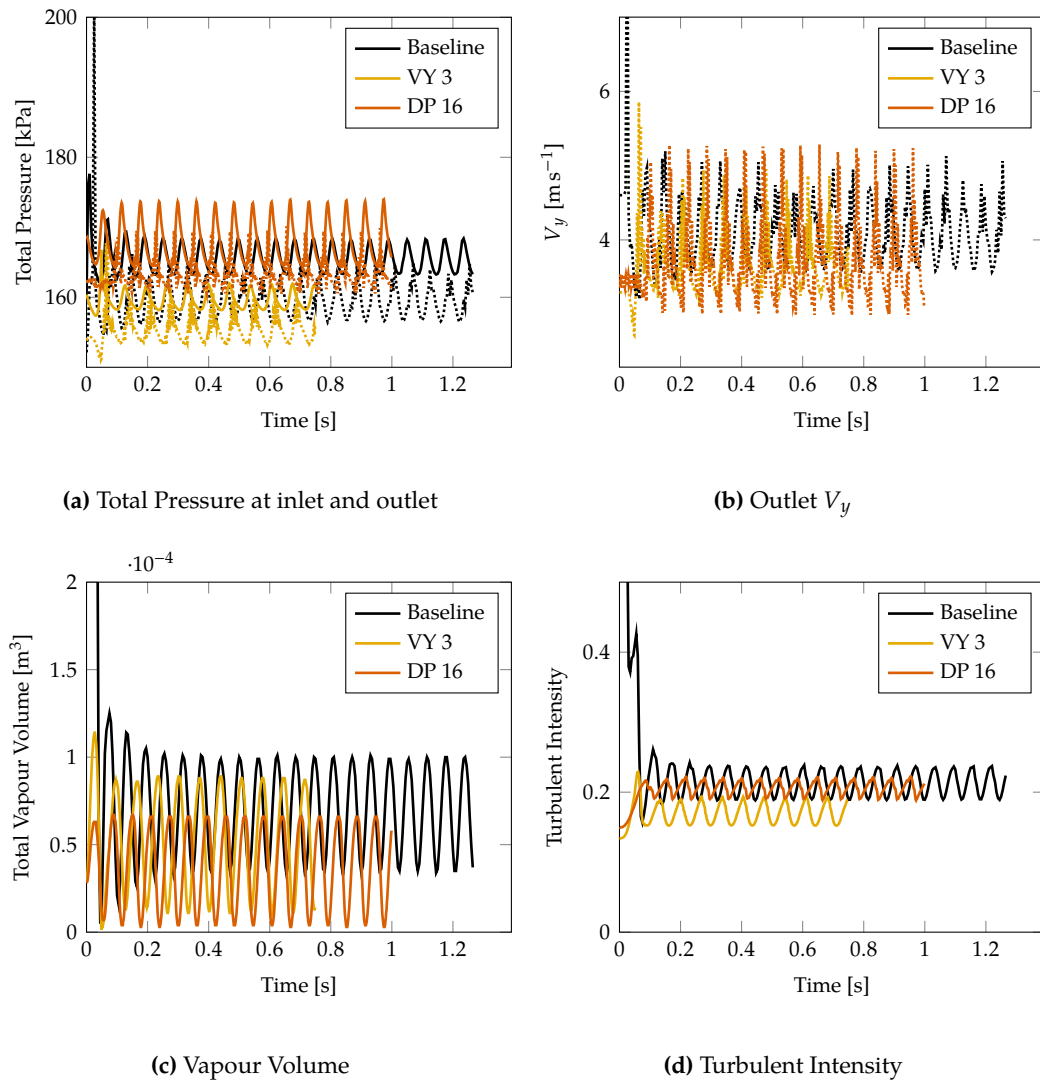 200
180
160
Total Pressure [kPa]
0 0.2 0.4 0.6 0.8 1 1.2
Time [s]
Baseline
VY 3
DP 16
(a) Total Pressure at inlet and outlet
6
4
V_y [m s⁻¹]
0 0.2 0.4 0.6 0.8 1 1.2
Time [s]
Baseline
VY 3
DP 16
(b) Outlet V_y
·10⁻⁴
2
1.5
1
0.5
0
Total Vapour Volume [m³]
0 0.2 0.4 0.6 0.8 1 1.2
Time [s]
Baseline
VY 3
DP 16
(c) Vapour Volume
0.4
0.2
0
Turbulent Intensity
0 0.2 0.4 0.6 0.8 1 1.2
Time [s]
Baseline
VY 3
DP 16
(d) Turbulent Intensity